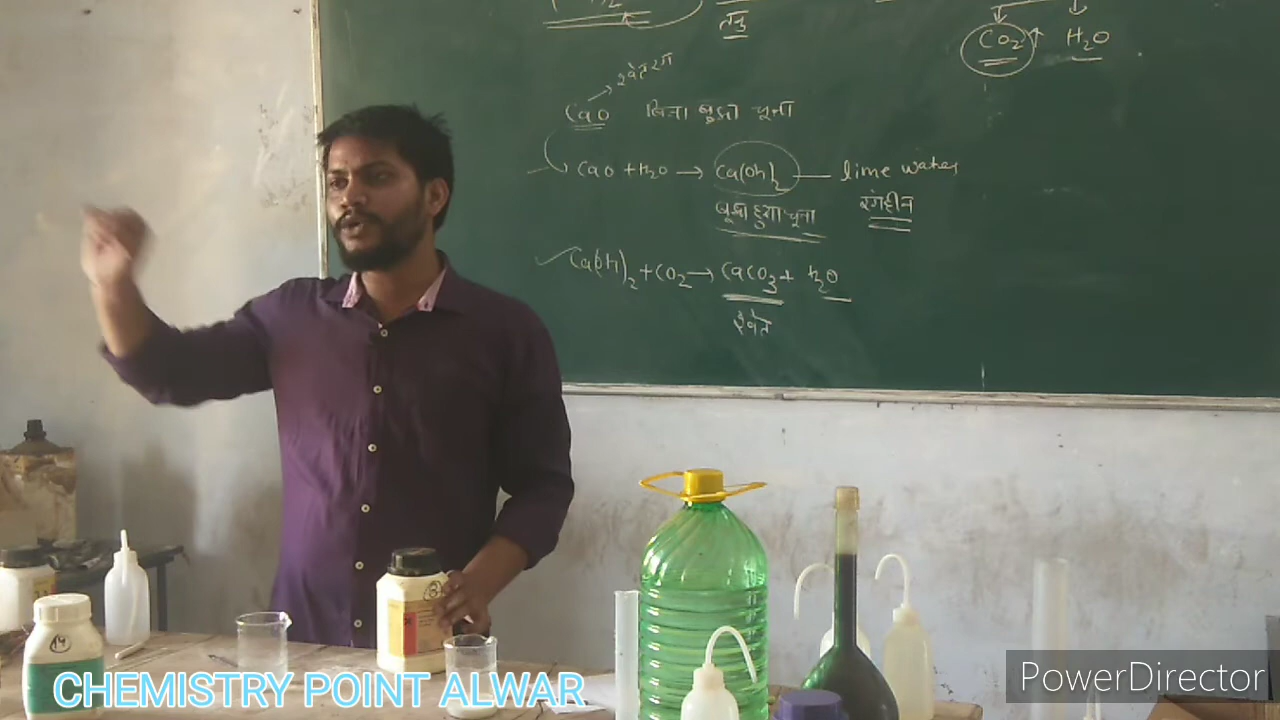 तनु
CO₂↑ H₂O
श्वेत रंग
CaO बिना बुझा चूना
CaO + H₂O → Ca(OH)₂ — lime water
बुझा हुआ चूना रंगहीन
Ca(OH)₂ + CO₂ → CaCO₃ + H₂O
श्वेत
14
CHEMISTRY POINT ALWAR
PowerDirector